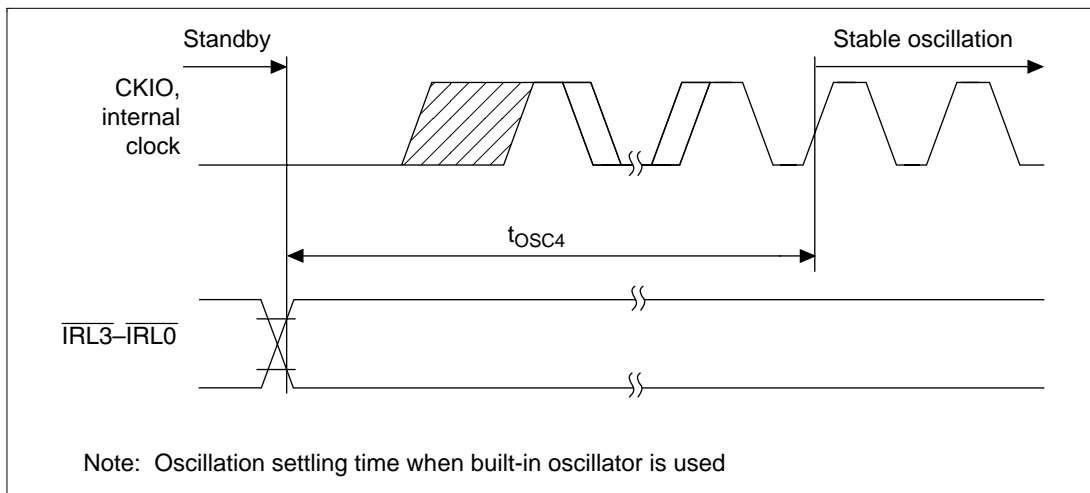 Standby
Stable oscillation
CKIO,
internal
clock
tOSC4
IRL3–IRL0
Note: Oscillation settling time when built-in oscillator is used